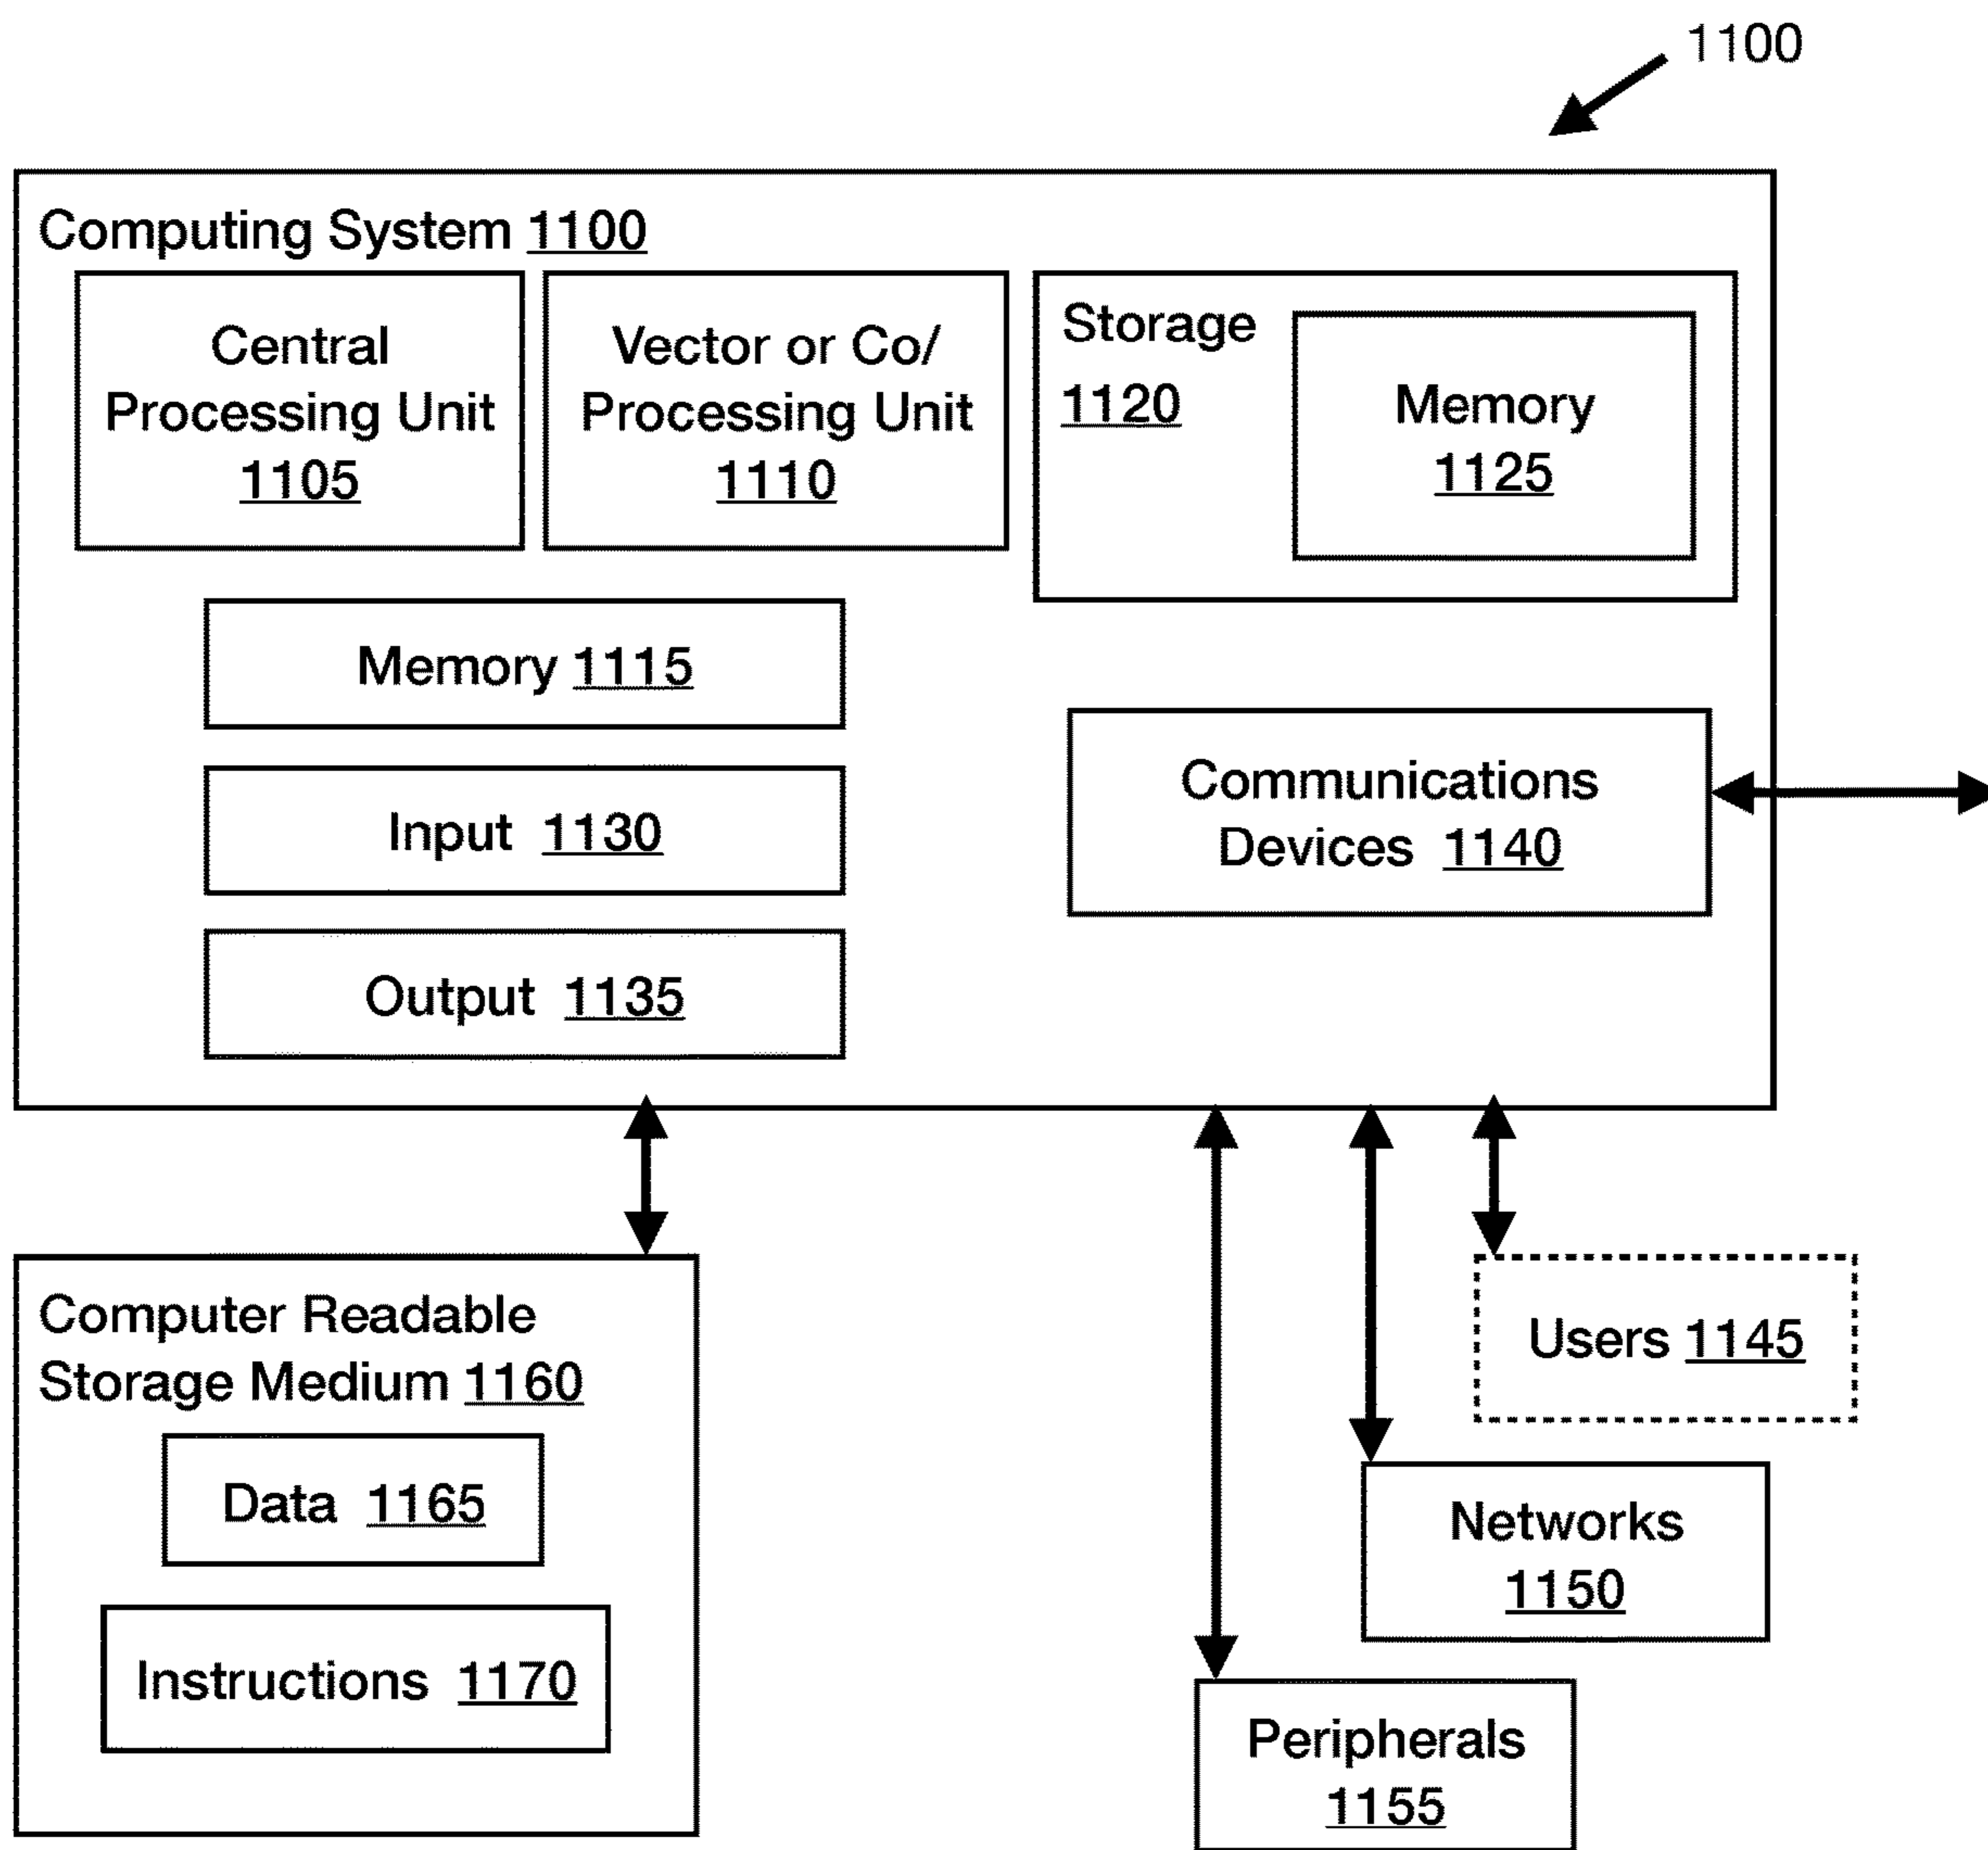 1100
Computing System 1100
Central
Processing Unit
1105
Vector or Co/
Processing Unit
1110
Storage
1120
Memory
1125
Memory 1115
Input 1130
Output 1135
Communications
Devices 1140
Computer Readable
Storage Medium 1160
Data 1165
Instructions 1170
Users 1145
Networks
1150
Peripherals
1155